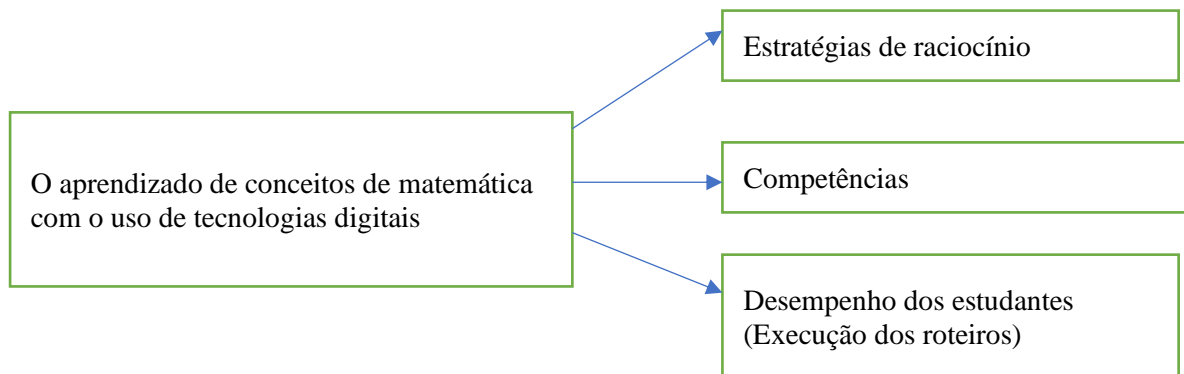 Estratégias de raciocínio
O aprendizado de conceitos de matemática
com o uso de tecnologias digitais
Competências
Desempenho dos estudantes
(Execução dos roteiros)